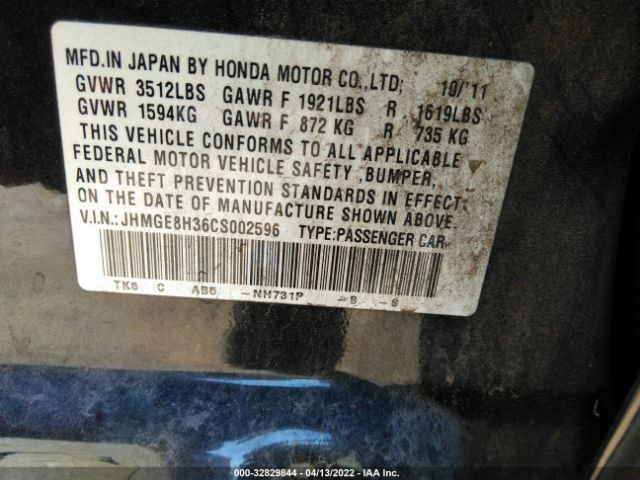 MFD.IN JAPAN BY HONDA MOTOR CO.,LTD; 10/'11
GVWR 3512LBS GAWR F 1921LBS R 1619LBS
GVWR 1594KG GAWR F 872 KG R 735 KG
THIS VEHICLE CONFORMS TO ALL APPLICABLE
FEDERAL MOTOR VEHICLE SAFETY ,BUMPER,
AND THEFT PREVENTION STANDARDS IN EFFECT
ON THE DATE OF MANUFACTURE SHOWN ABOVE.
V.I.N.: JHMGE8H36CS002596 TYPE:PASSENGER CAR
TK6 C AB5 -NH731P -S -S
000-32829844 - 04/13/2022 - IAA Inc.